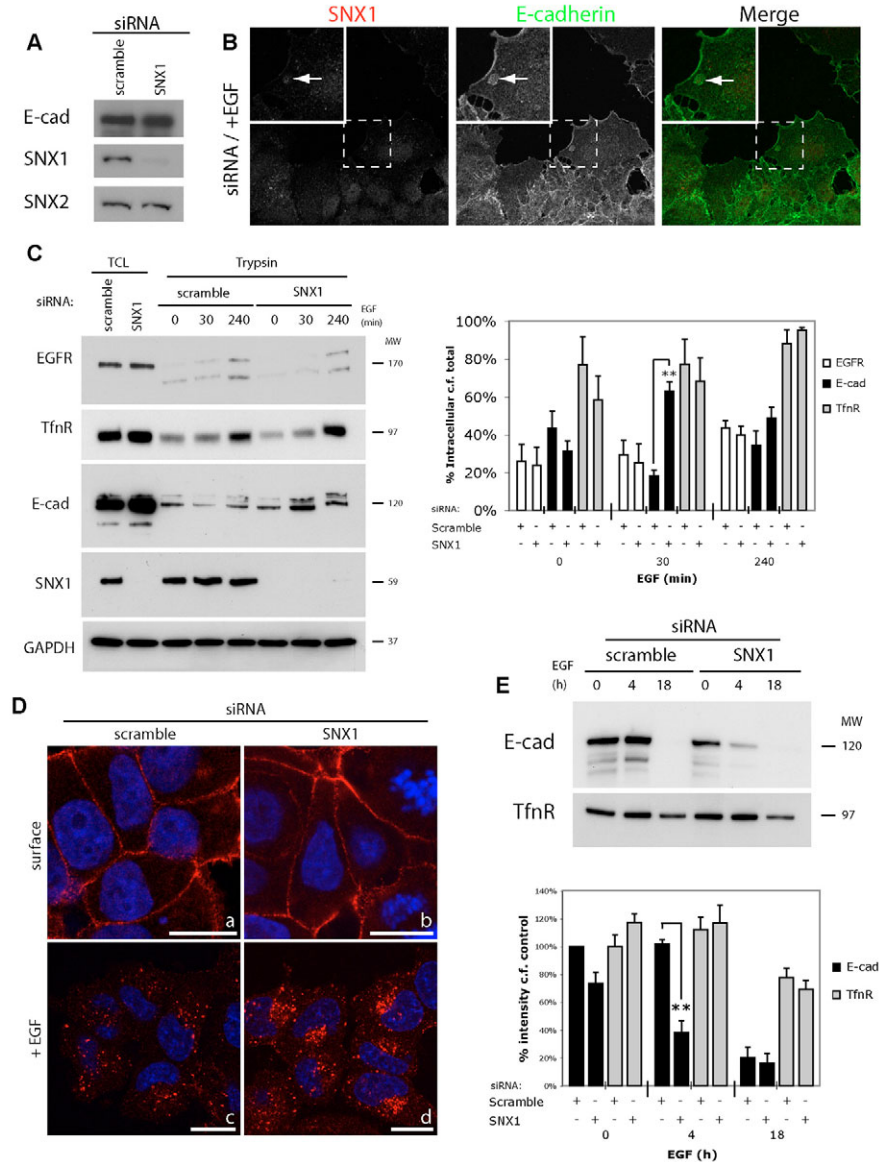 A
siRNA
scramble
SNX1
E-cad
SNX1
SNX2
B
SNX1
E-cadherin
Merge
siRNA / +EGF
C
TCL
Trypsin
scramble
SNX1
siRNA:
scramble
SNX1
0
30
240
0
30
240
EGF
(min)
MW
EGFR
170
TfnR
97
E-cad
120
SNX1
59
GAPDH
37
% Intracellular c.f. total
100%
80%
60%
40%
20%
0%
**
EGFR
E-cad
TfnR
siRNA:
Scramble + - + - + - + - + - + - + - + - + -
SNX1 - + - + - + - + - + - + - + - + - +
0
30
240
EGF (min)
D
siRNA
scramble
SNX1
surface
a
b
+ EGF
c
d
E
siRNA
scramble
SNX1
EGF
(h)
0
4
18
0
4
18
MW
E-cad
120
TfnR
97
% intensity c.f. control
140%
120%
100%
80%
60%
40%
20%
0%
**
E-cad
TfnR
siRNA:
Scramble + - + - + - + - + - + -
SNX1 - + - + - + - + - + - +
0
4
18
EGF (h)